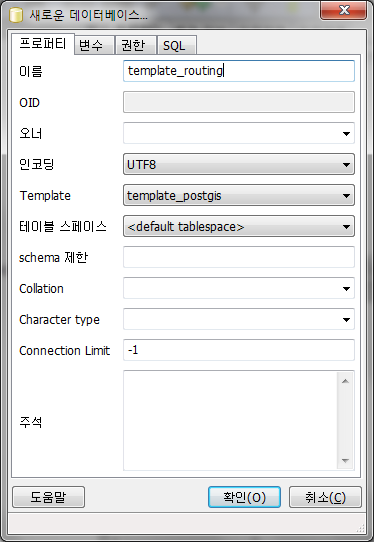 새로운 데이터베이스...
프로퍼티 변수 권한 SQL
이름 template_routing
OID
오너
인코딩 UTF8
Template template_postgis
테이블 스페이스 <default tablespace>
schema 제한
Collation
Character type
Connection Limit -1
주석
도움말 확인(O) 취소(C)